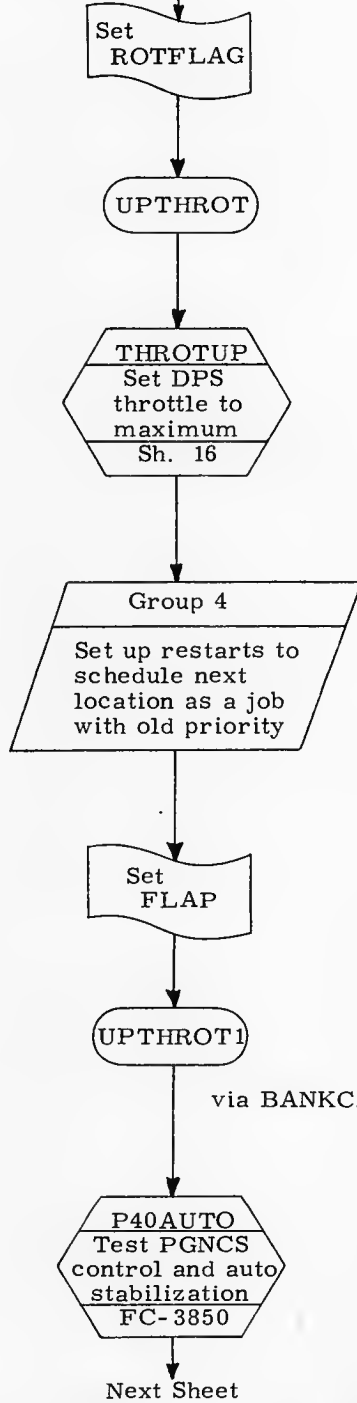 Set
ROTFLAG
UPTHROT
THROTUP
Set DPS
throttle to
maximum
Sh. 16
Group 4
Set up restarts to
schedule next
location as a job
with old priority
Set
FLAP
UPTHROT1
via BANKC
P40AUTO
Test PGNCS
control and auto
stabilization
FC-3850
Next Sheet